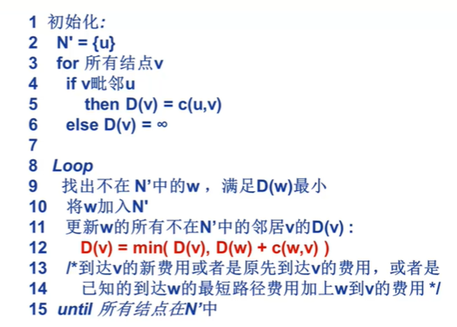 1 初始化:
2 N' = {u}
3 for 所有结点v
4 if v毗邻u
5 then D(v) = c(u,v)
6 else D(v) = ∞
7
8 Loop
9 找出不在 N'中的w ，满足D(w)最小
10 将w加入N'
11 更新w的所有不在N'中的邻居v的D(v) :
12 D(v) = min( D(v), D(w) + c(w,v) )
13 /*到达v的新费用或者是原先到达v的费用，或者是
14 已知的到达w的最短路径费用加上w到v的费用 */
15 until 所有结点在N'中